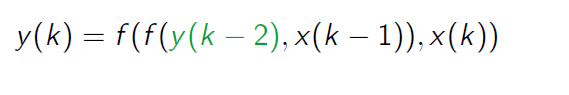 y(k) = f(f(y(k − 2), x(k − 1)), x(k))